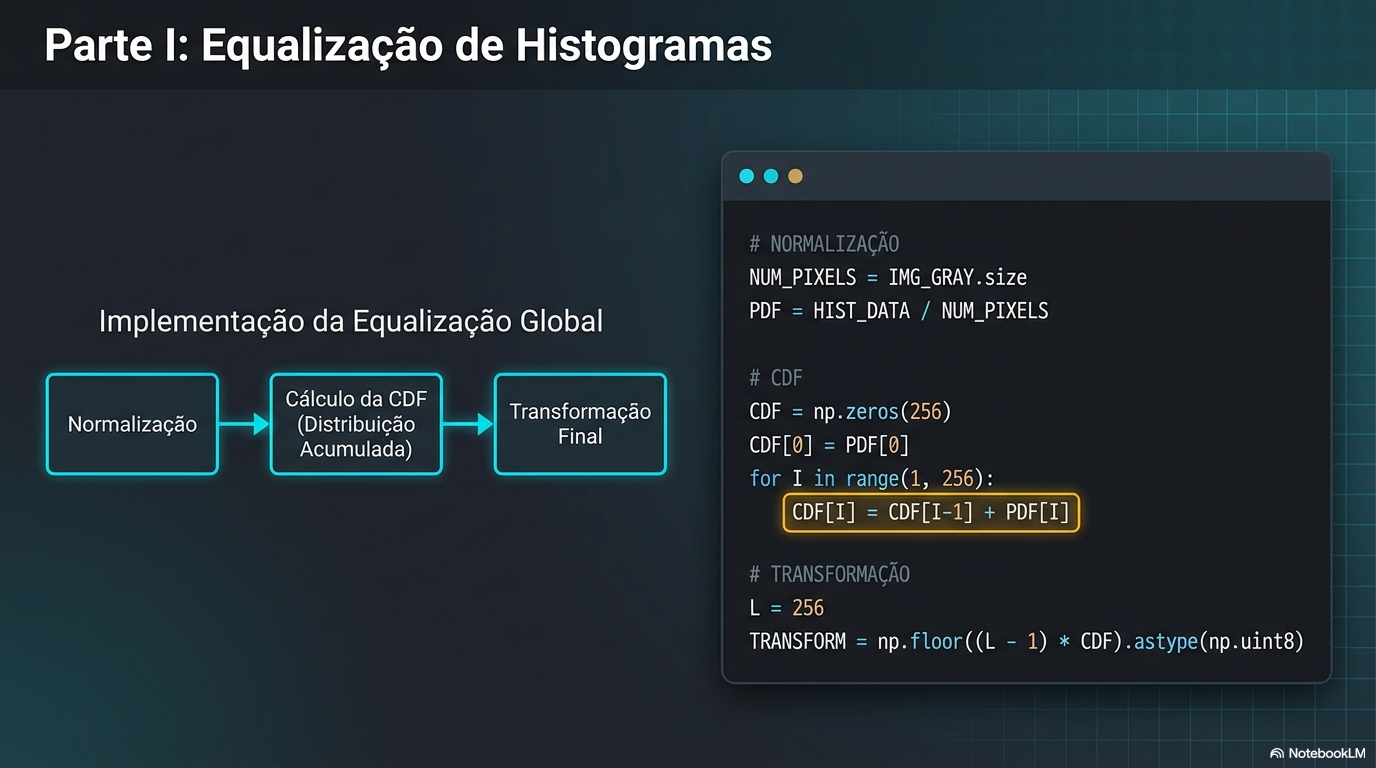 Parte I: Equalização de Histogramas
Implementação da Equalização Global
Normalização
Cálculo da CDF
(Distribuição
Acumulada)
Transformação
Final
# NORMALIZAÇÃO
NUM_PIXELS = IMG_GRAY.size
PDF = HIST_DATA / NUM_PIXELS
# CDF
CDF = np.zeros(256)
CDF[0] = PDF[0]
for I in range(1, 256):
CDF[I] = CDF[I-1] + PDF[I]
# TRANSFORMAÇÃO
L = 256
TRANSFORM = np.floor((L - 1) * CDF).astype(np.uint8)
NotebookLM